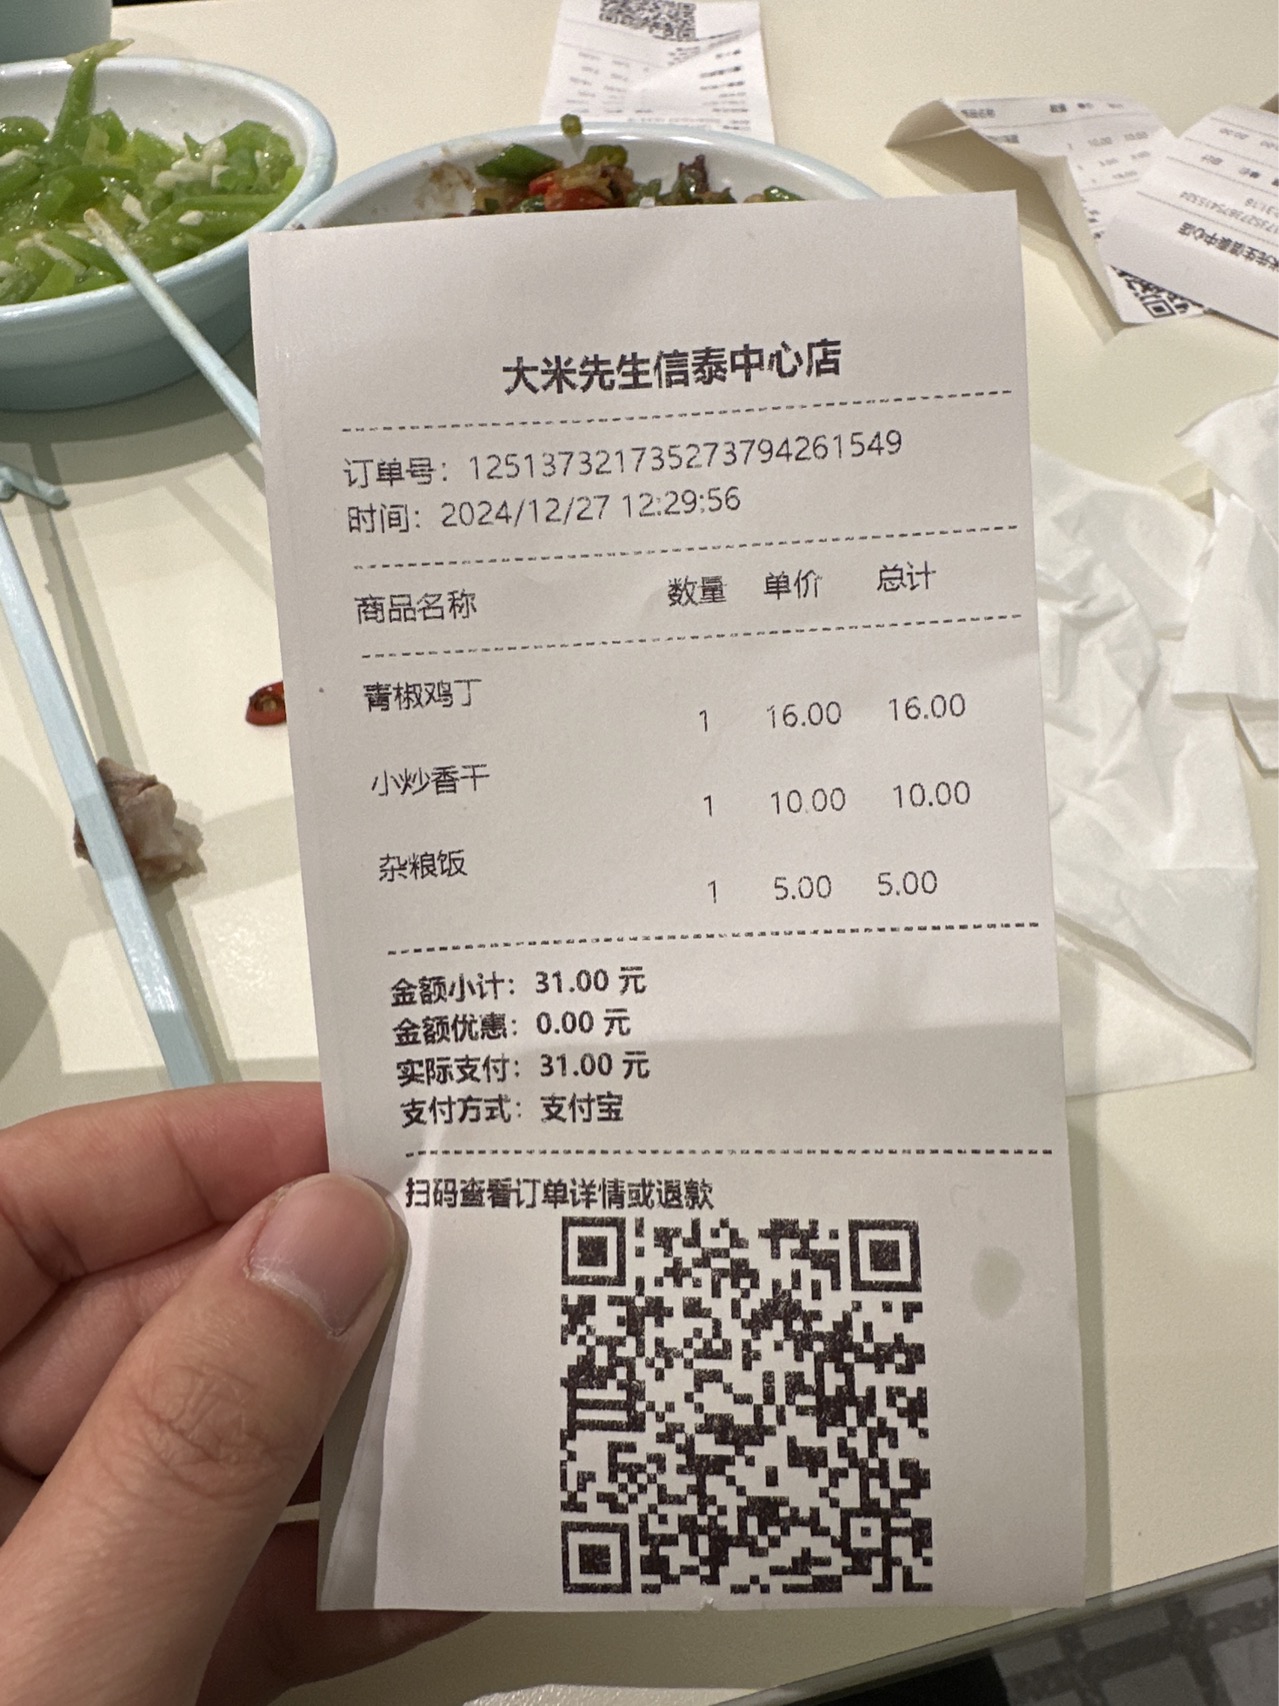 大米先生信泰中心店
订单号：1251373217352737942​61549
时间：2024/12/27 12:29:56
商品名称 数量 单价 总计
青椒鸡丁
1 16.00 16.00
小炒香干
1 10.00 10.00
杂粮饭
1 5.00 5.00
金额小计：31.00 元
金额优惠：0.00 元
实际支付：31.00 元
支付方式：支付宝
扫码查看订单详情或退款